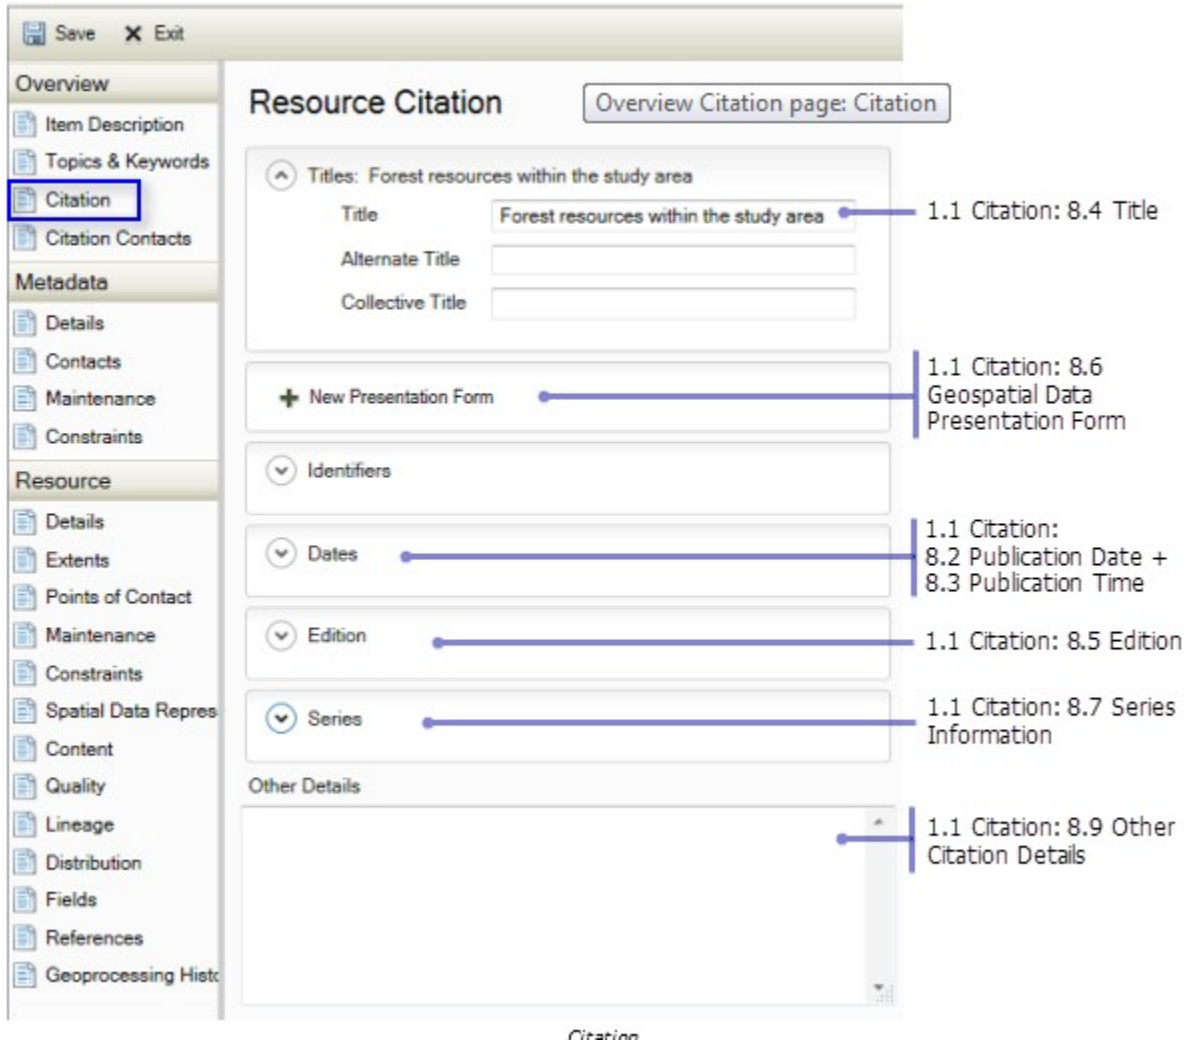 Save Exit
Overview
Item Description
Topics & Keywords
Citation
Citation Contacts
Metadata
Details
Contacts
Maintenance
Constraints
Resource
Details
Extents
Points of Contact
Maintenance
Constraints
Spatial Data Repres
Content
Quality
Lineage
Distribution
Fields
References
Geoprocessing Histo
Resource Citation
Overview Citation page: Citation
Titles: Forest resources within the study area
Title Forest resources within the study area
Alternate Title
Collective Title
New Presentation Form
Identifiers
Dates
Edition
Series
Other Details
1.1 Citation: 8.4 Title
1.1 Citation: 8.6
Geospatial Data
Presentation Form
1.1 Citation:
8.2 Publication Date +
8.3 Publication Time
1.1 Citation: 8.5 Edition
1.1 Citation: 8.7 Series
Information
1.1 Citation: 8.9 Other
Citation Details
Citation